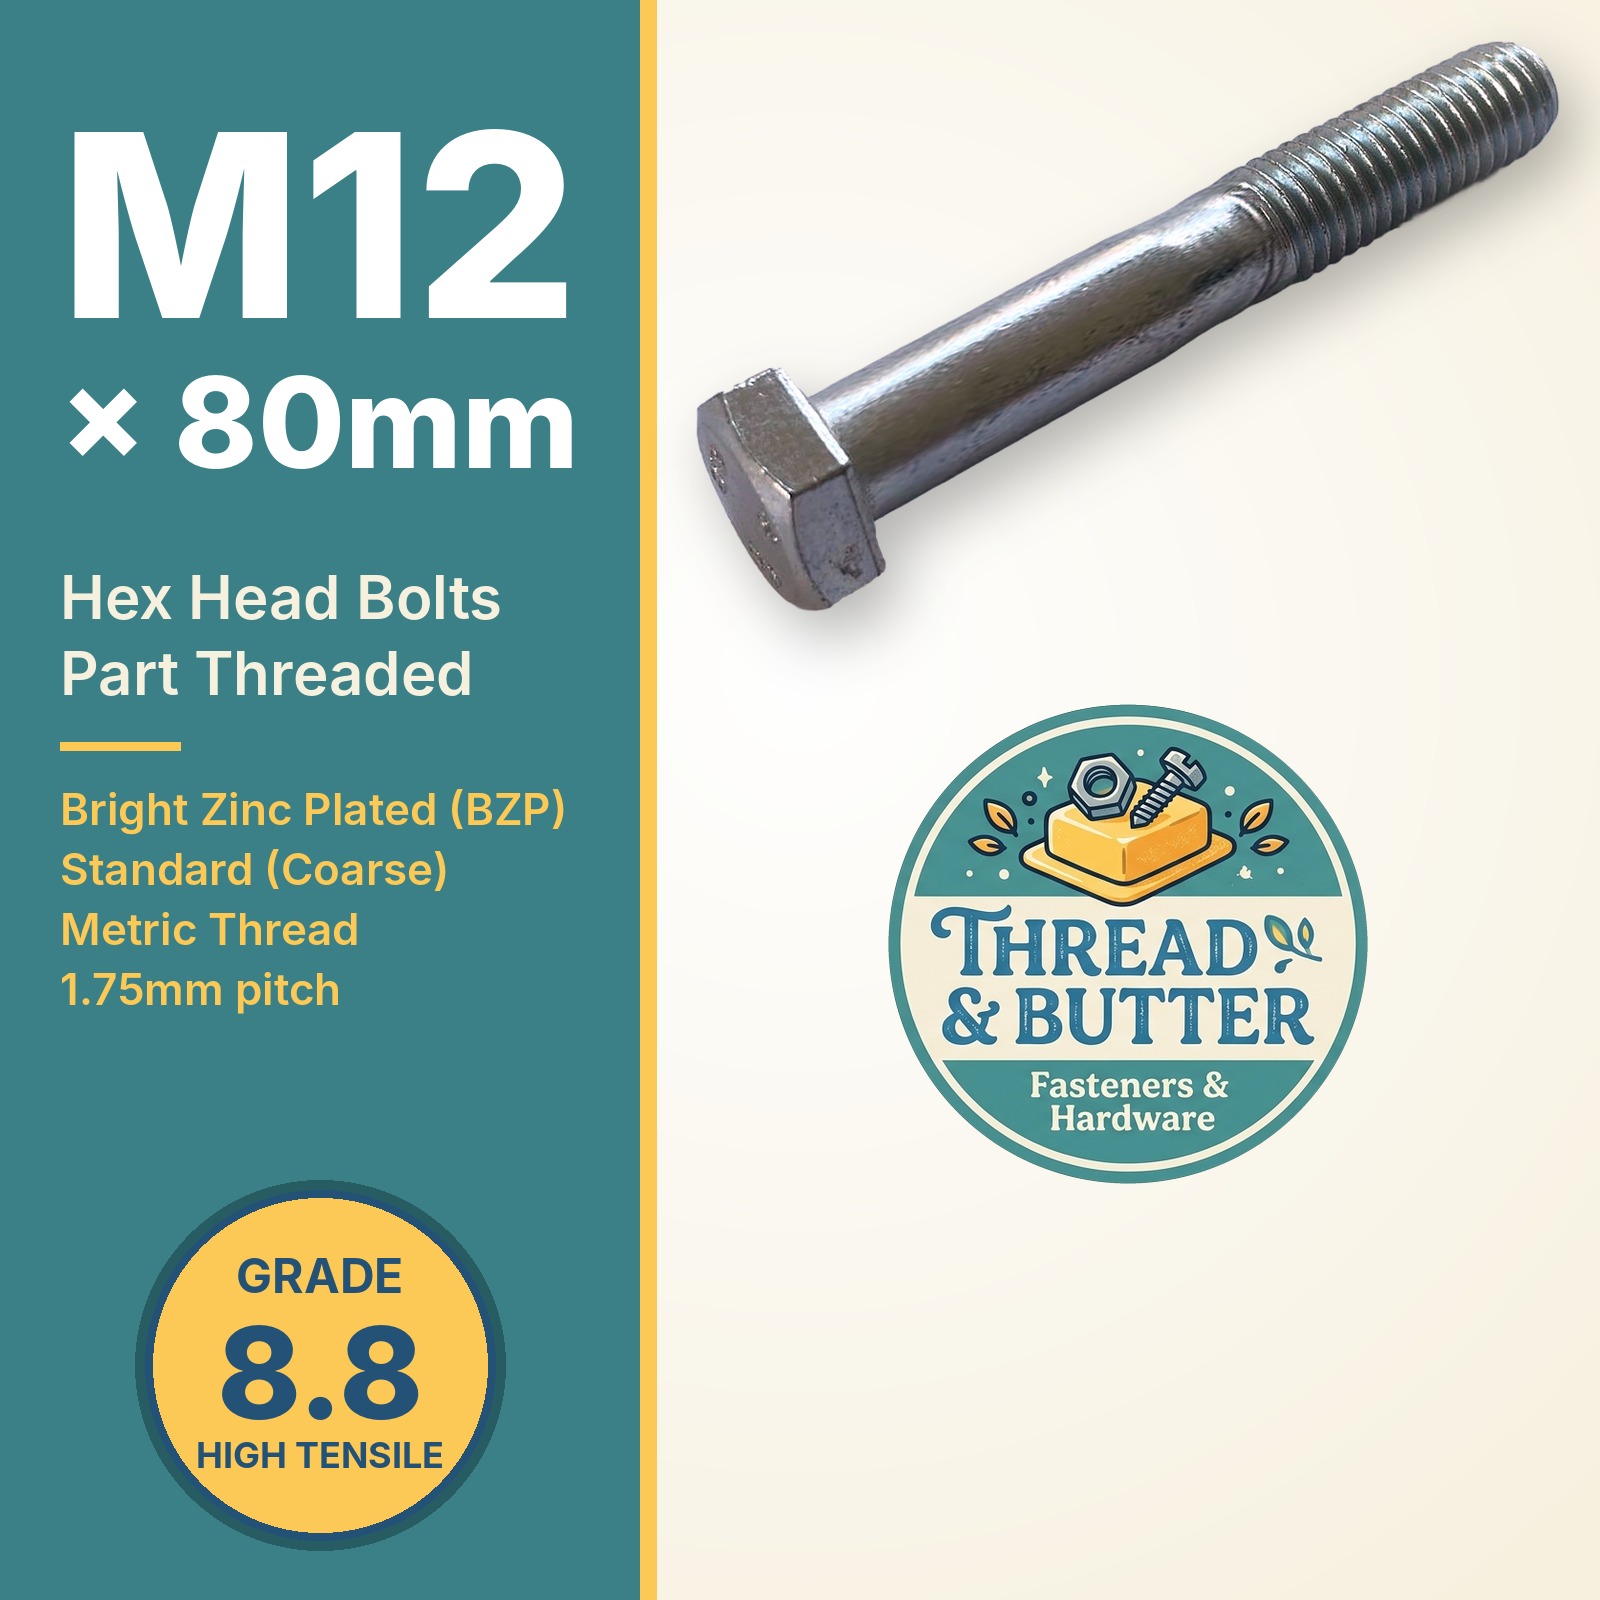 M12
× 80mm
Hex Head Bolts
Part Threaded
Bright Zinc Plated (BZP)
Standard (Coarse)
Metric Thread
1.75mm pitch
GRADE
8.8
HIGH TENSILE
THREAD
& BUTTER
Fasteners &
Hardware